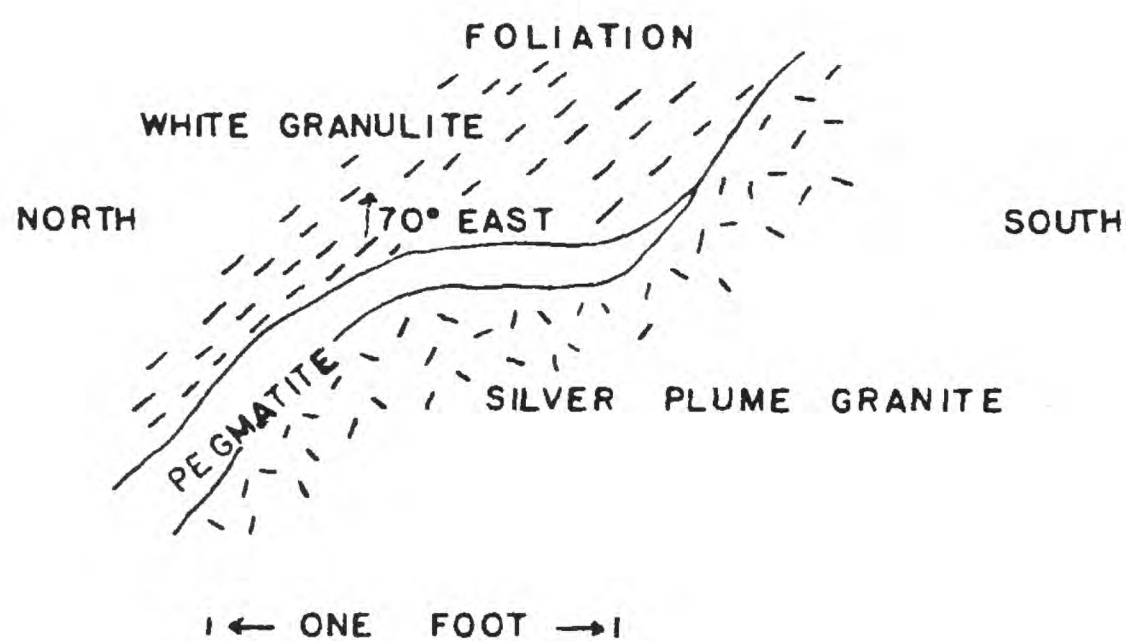 FOLIATION
WHITE GRANULITE
NORTH
70° EAST
SOUTH
PEGMATITE
SILVER PLUME GRANITE
ONE FOOT